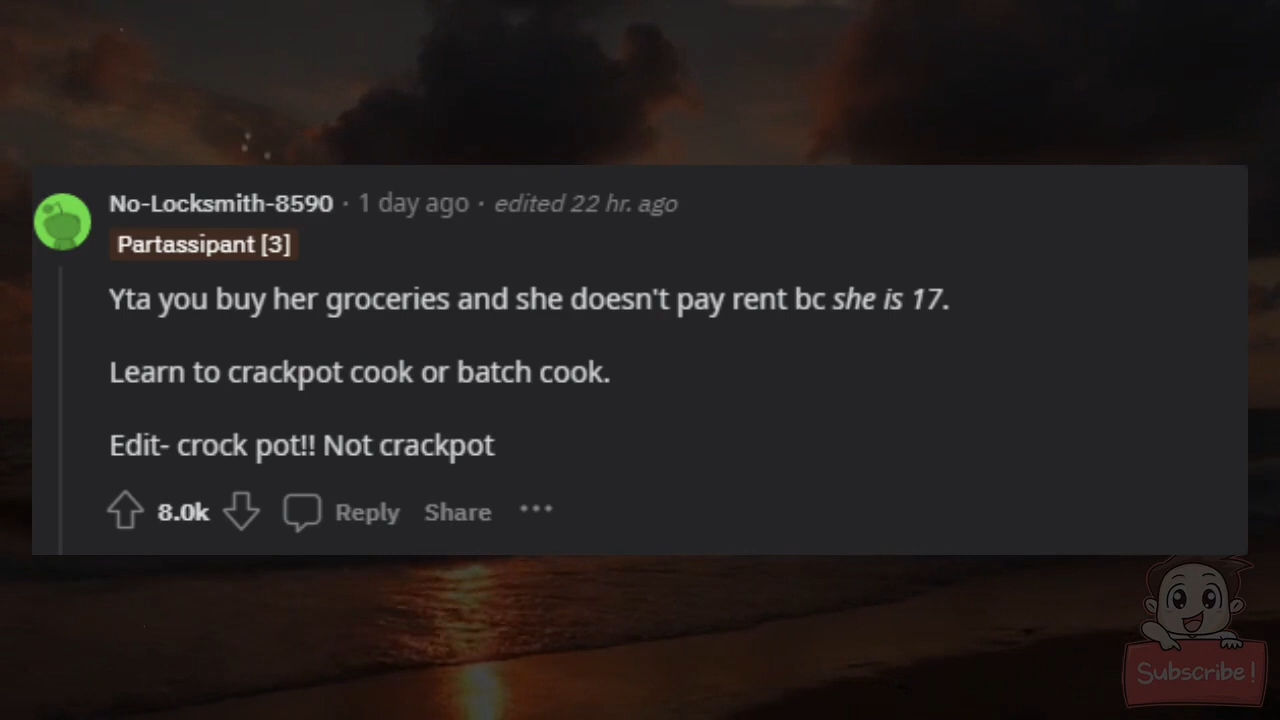 No-Locksmith-8590 · 1 day ago · edited 22 hr. ago
Partassipant [3]
Yta you buy her groceries and she doesn't pay rent bc she is 17.
Learn to crackpot cook or batch cook.
Edit- crock pot!! Not crackpot
8.0k Reply Share ···
Subscribe!